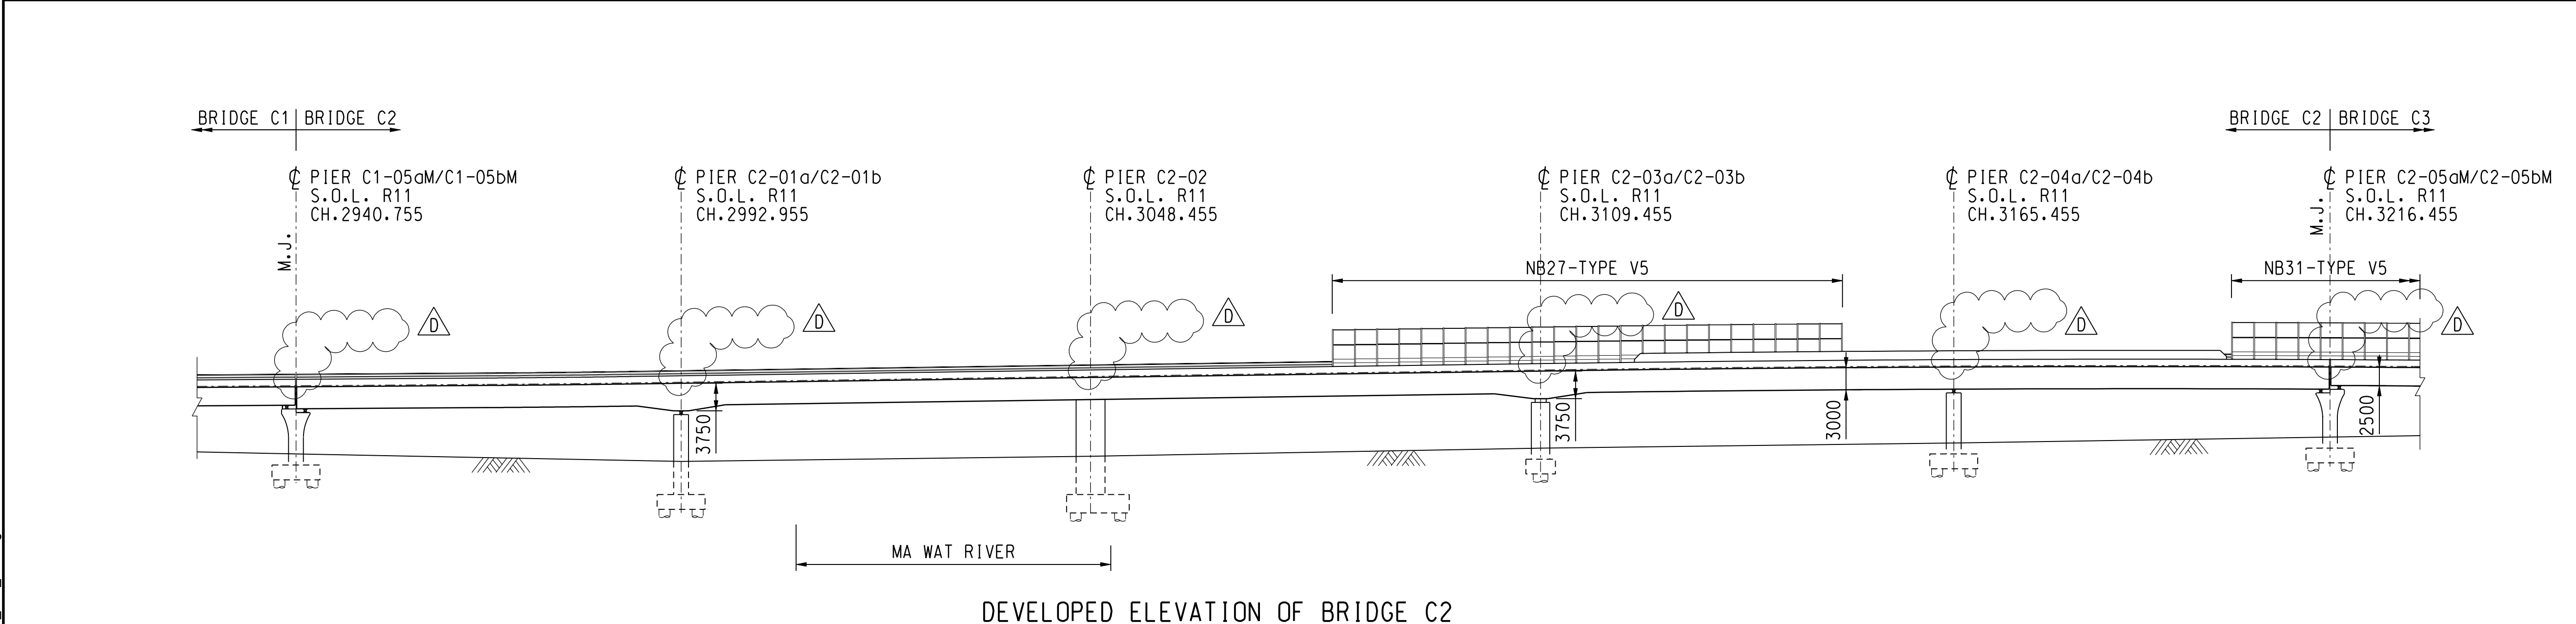 BRIDGE C1 BRIDGE C2
BRIDGE C2 BRIDGE C3
℄ PIER C1-05aM/C1-05bM
S.O.L. R11
CH.2940.755
℄ PIER C2-01a/C2-01b
S.O.L. R11
CH.2992.955
℄ PIER C2-02
S.O.L. R11
CH.3048.455
℄ PIER C2-03a/C2-03b
S.O.L. R11
CH.3109.455
℄ PIER C2-04a/C2-04b
S.O.L. R11
CH.3165.455
℄ PIER C2-05aM/C2-05bM
S.O.L. R11
CH.3216.455
M.J.
M.J.
NB27-TYPE V5
NB31-TYPE V5
D
D
D
D
D
D
3750
3750
3000
2500
MA WAT RIVER
DEVELOPED ELEVATION OF BRIDGE C2